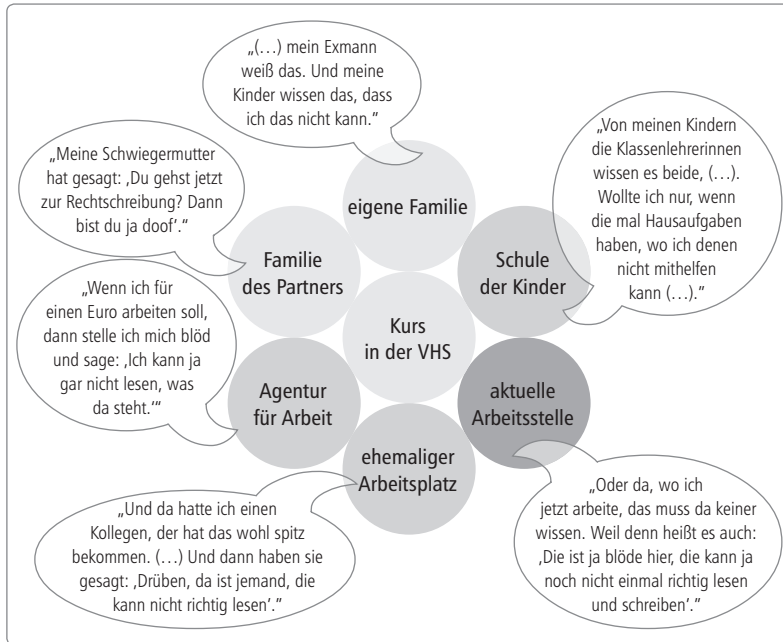 „(…) mein Exmann
weiß das. Und meine
Kinder wissen das, dass
ich das nicht kann.“
„Meine Schwiegermutter
hat gesagt: ‚Du gehst jetzt
zur Rechtschreibung? Dann
bist du ja doof‘.“
„Von meinen Kindern
die Klassenlehrerinnen
wissen es beide, (…).
Wollte ich nur, wenn
die mal Hausaufgaben
haben, wo ich denen
nicht mithelfen
kann (…).“
eigene Familie
Familie
des Partners
Schule
der Kinder
„Wenn ich für
einen Euro arbeiten soll,
dann stelle ich mich blöd
und sage: ‚Ich kann ja
gar nicht lesen, was
da steht.‘“
Kurs
in der VHS
Agentur
für Arbeit
aktuelle
Arbeitsstelle
ehemaliger
Arbeitsplatz
„Und da hatte ich einen
Kollegen, der hat das wohl spitz
bekommen. (…) Und dann haben sie
gesagt: ‚Drüben, da ist jemand, die
kann nicht richtig lesen‘.“
„Oder da, wo ich
jetzt arbeite, das muss da keiner
wissen. Weil denn heißt es auch:
‚Die ist ja blöde hier, die kann ja
noch nicht einmal richtig lesen
und schreiben‘.“